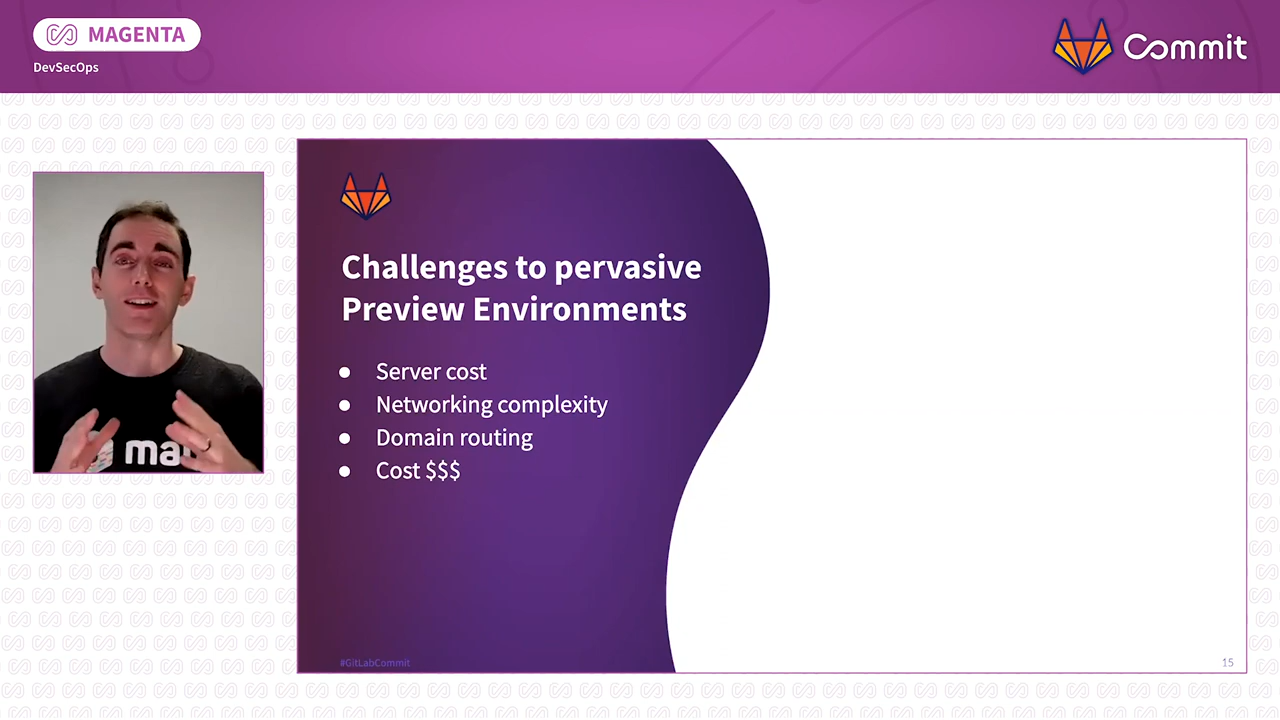 MAGENTA
DevSecOps
Commit
Challenges to pervasive
Preview Environments
● Server cost
● Networking complexity
● Domain routing
● Cost $$$
#GitLabCommit
15